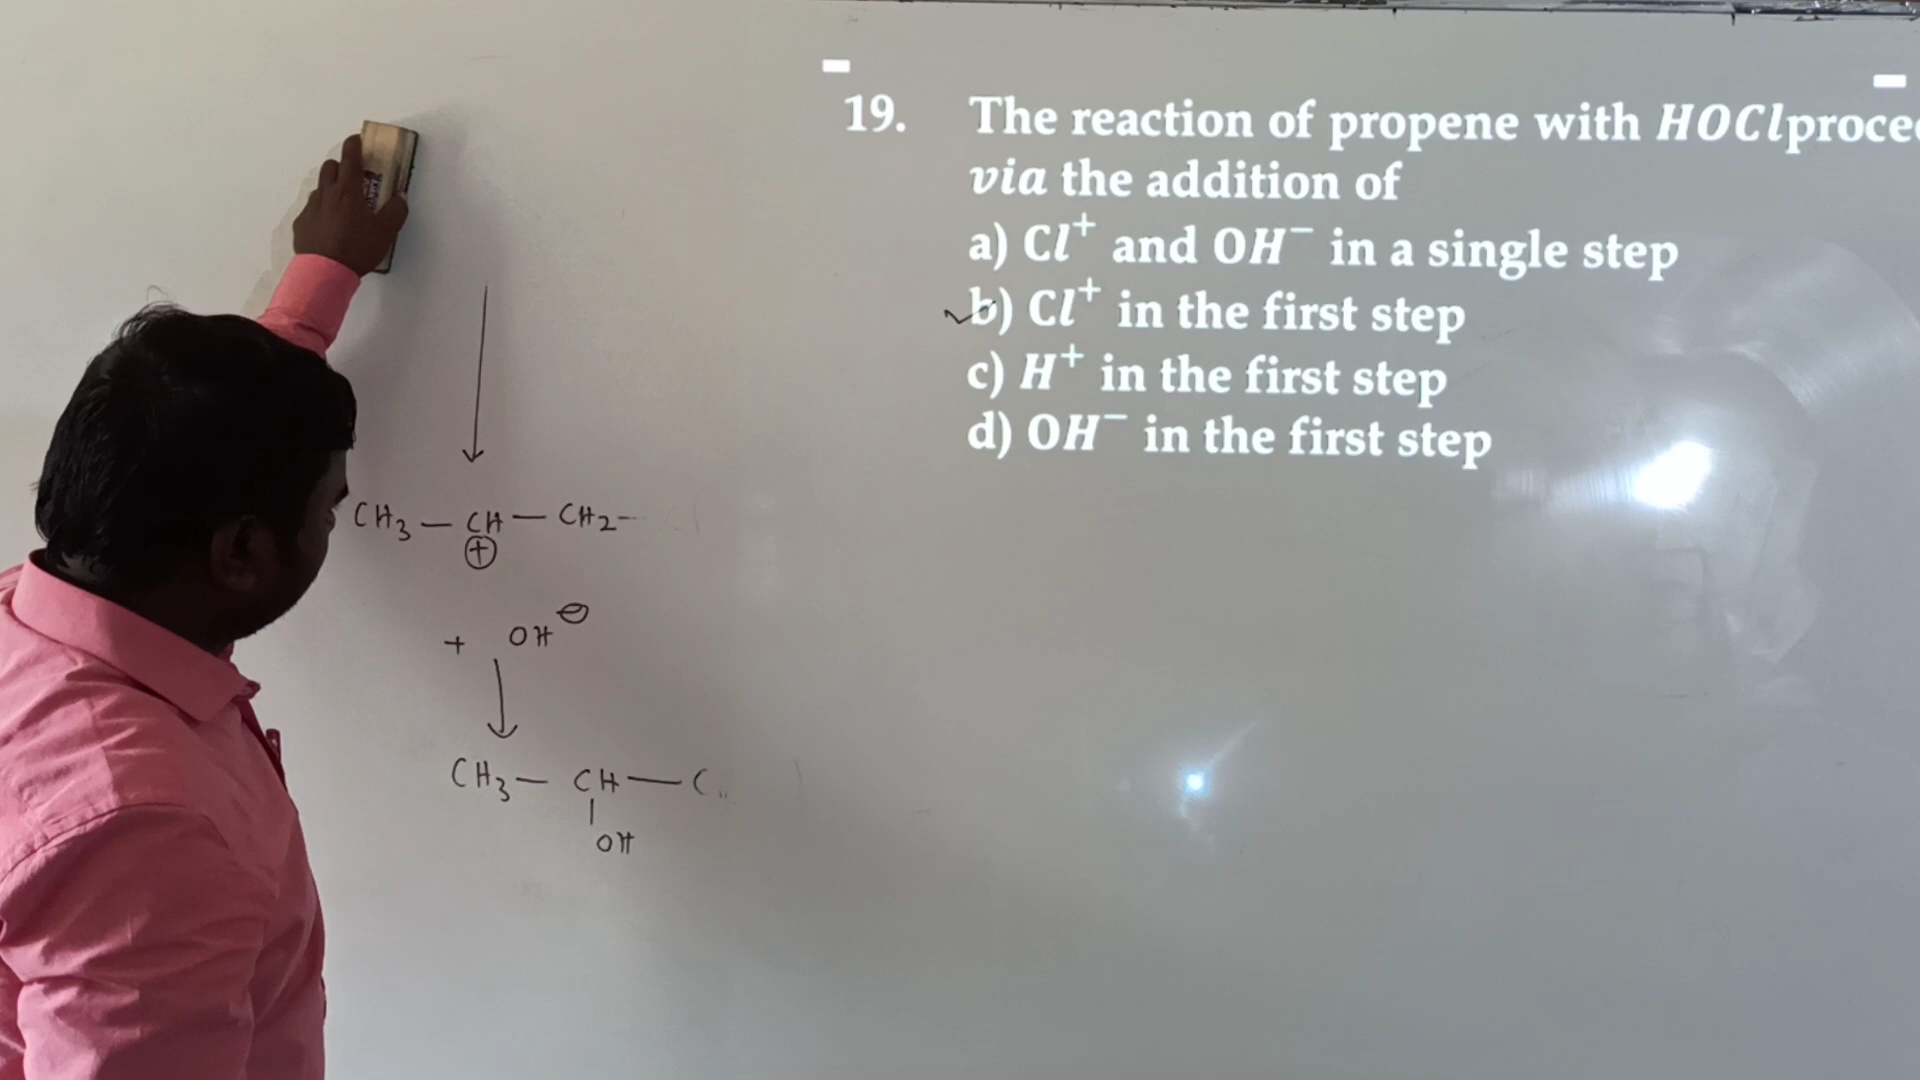 19. The reaction of propene with HOCl proce
via the addition of
a) Cl⁺ and OH⁻ in a single step
b) Cl⁺ in the first step
c) H⁺ in the first step
d) OH⁻ in the first step
CH₃ — CH — CH₂ -
⊕
+ OH ⊖
CH₃ — CH — C
|
OH